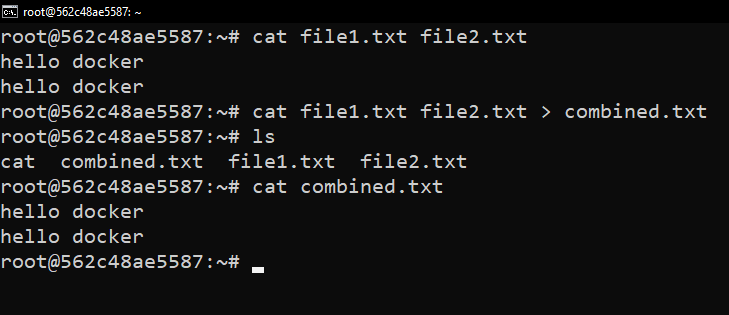 root@562c48ae5587: ~
root@562c48ae5587:~# cat file1.txt file2.txt
hello docker
hello docker
root@562c48ae5587:~# cat file1.txt file2.txt > combined.txt
root@562c48ae5587:~# ls
cat  combined.txt  file1.txt  file2.txt
root@562c48ae5587:~# cat combined.txt
hello docker
hello docker
root@562c48ae5587:~#